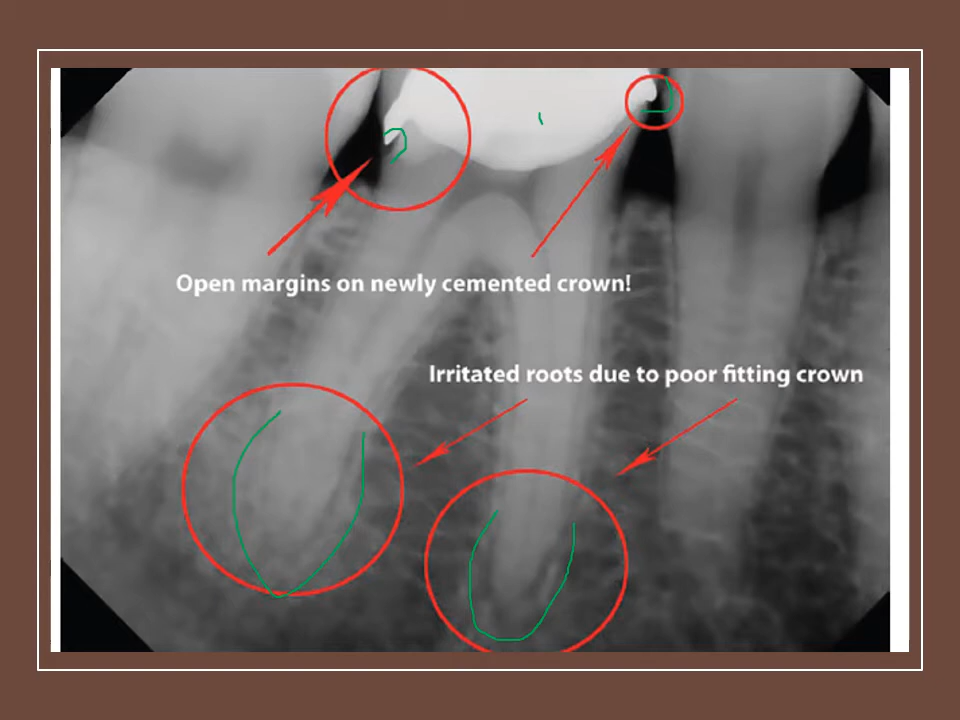 Open margins on newly cemented crown!
Irritated roots due to poor fitting crown